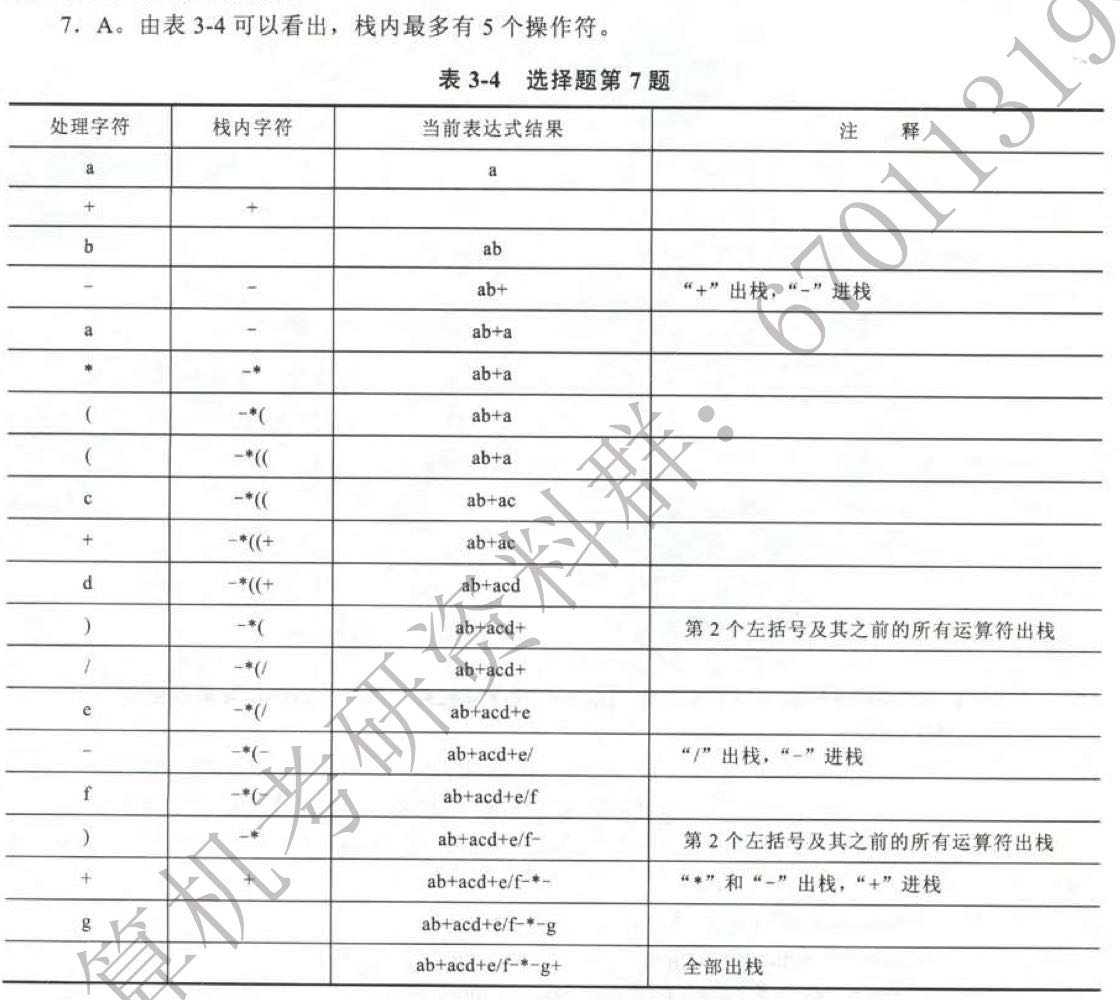 7．A。由表 3-4 可以看出，栈内最多有 5 个操作符。
表 3-4 选择题第 7 题
处理字符 栈内字符 当前表达式结果 注 释
a a
+ +
b ab
- - ab+ “+”出栈，“-”进栈
a - ab+a
* -* ab+a
( -*( ab+a
( -*(( ab+a
c -*(( ab+ac
+ -*((+ ab+ac
d -*((+ ab+acd
) -*( ab+acd+ 第 2 个左括号及其之前的所有运算符出栈
/ -*(/ ab+acd+
e -*(/ ab+acd+e
- -*(- ab+acd+e/ “/”出栈，“-”进栈
f -*(- ab+acd+e/f
) -* ab+acd+e/f- 第 2 个左括号及其之前的所有运算符出栈
+ + ab+acd+e/f-*- “*”和“-”出栈，“+”进栈
g ab+acd+e/f-*-g
ab+acd+e/f-*-g+ 全部出栈
算机考研资料群：67011319